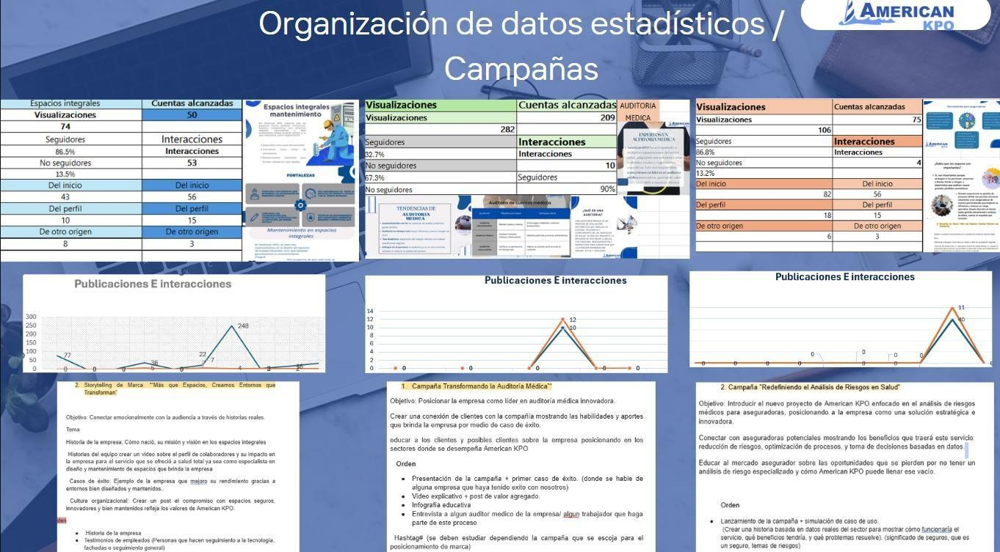 Organización de datos estadísticos /
Campañas
AMERICAN
KPO
Espacios integrales
Cuentas alcanzadas
Visualizaciones
50
74
Seguidores
Interacciones
86.5%
Interacciones
No seguidores
53
13.5%
Del inicio
Del inicio
43
56
Del perfil
Del perfil
10
15
De otro origen
De otro origen
8
3
Espacios integrales
mantenimiento
FORTALEZAS
Mantenimiento en espacios
integrales
Visualizaciones
Cuentas alcanzadas
Visualizaciones
209
282
Seguidores
Interacciones
32.7%
Interacciones
No seguidores
10
67.3%
Seguidores
No seguidores
90%
AUDITORIA
MEDICA
EXPERTOS EN
AUDITORIA MEDICA
TENDENCIAS DE
AUDITORIA
MEDICA
Auditoria de cuentas medicas
¿QUÉ ES UNA
AUDITORIA?
Visualizaciones
Cuentas alcanzadas
Visualizaciones
75
106
Seguidores
Interacciones
86.8%
Interacciones
No seguidores
4
13.2%
Del inicio
Del inicio
82
56
Del perfil
Del perfil
18
15
De otro origen
De otro origen
6
3
Publicaciones E interacciones
300
250
200
150
100
50
0
77
0
0
0
36
5
0
22
7
248
4
3
Publicaciones E interacciones
14
12
10
8
6
4
2
0
0
0
0
12
10
0
0
Publicaciones E interacciones
0
0
0
0
0
0
0
0
11
2. Storytelling de Marca: "“Más que Espacios, Creamos Entornos que
Transforman”
Objetivo: Conectar emocionalmente con la audiencia a través de historias reales.
Tema
Historia de la empresa: Cómo nació, su misión y visión en los espacios integrales
Historias del equipo:crear un video sobre el perfil de colaboradores y su impacto en
la empresa para el servicio que se ofreció a salud total ya sea como especialista en
diseño y mantenimiento de espacios que brinda la empresa
Casos de éxito: Ejemplo de la empresa que mejoro su rendimiento gracias a
entornos bien diseñados y mantenidos..
Cultura organizacional: Crear un post el compromiso con espacios seguros,
innovadores y bien mantenidos refleja los valores de American KPO.
den
• Historia de la empresa
• Testimonios de empleados (Personas que hacen seguimiento a la tecnología,
fachadas o seguimiento general)
1. Campaña Transformando la Auditoría Médica"“
Objetivo: Posicionar la empresa como líder en auditoría médica innovadora.
Crear una conexión de clientes con la compañía mostrando las habilidades y aportes
que brinda la empresa por medio de caso de éxito.
educar a los clientes y posibles clientes sobre la empresa posicionando en los
sectores donde se desempeña American KPO
Orden
• Presentación de la campaña + primer caso de éxito. (donde se hable de
alguna empresa que haya tenido exito con nosotros)
• Video explicativo + post de valor agregado.
• Infografía educativa
• Entrevista a algun auditor medico de la empresa/ algun trabajador que haga
parte de este proceso
Hashtag# (se deben estudiar dependiendo la campaña que se escoja para el
posicionamiento de marca)
2. Campaña "Redefiniendo el Análisis de Riesgos en Salud"
Objetivo: Introducir el nuevo proyecto de American KPO enfocado en el análisis de riesgos
médicos para aseguradoras, posicionando a la empresa como una solución estratégica e
innovadora.
Conectar con aseguradoras potenciales mostrando los beneficios que traerá este servicio:
reducción de riesgos, optimización de procesos, y toma de decisiones basadas en datos.
Educar al mercado asegurador sobre las oportunidades que se pierden por no tener un
análisis de riesgo especializado y cómo American KPO puede llenar ese vacío.
Orden
• Lanzamiento de la campaña + simulación de caso de uso.
(Crear una historia basada en datos reales del sector para mostrar cómo funcionaría el
servicio, qué beneficios tendría, y qué problemas resuelve). (significado de seguros, que es
un seguro, temas de riesgos)